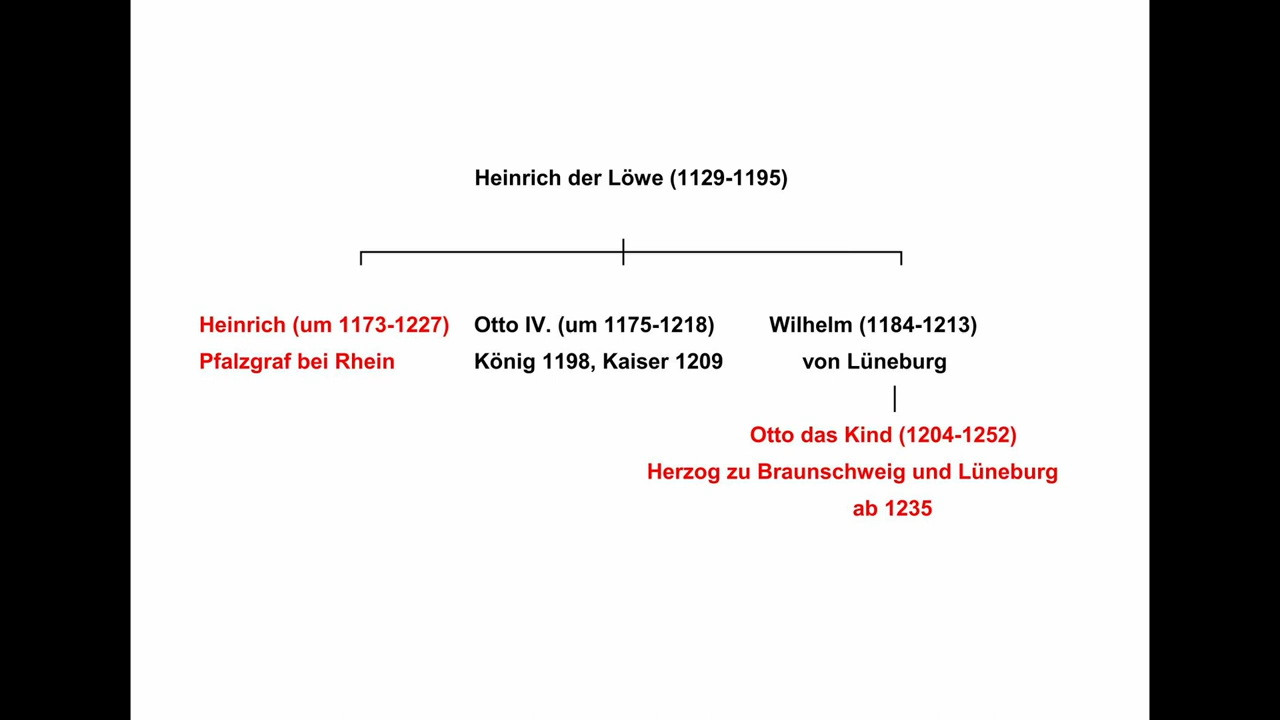 Heinrich der Löwe (1129-1195)
Heinrich (um 1173-1227)
Pfalzgraf bei Rhein
Otto IV. (um 1175-1218)
König 1198, Kaiser 1209
Wilhelm (1184-1213)
von Lüneburg
Otto das Kind (1204-1252)
Herzog zu Braunschweig und Lüneburg
ab 1235